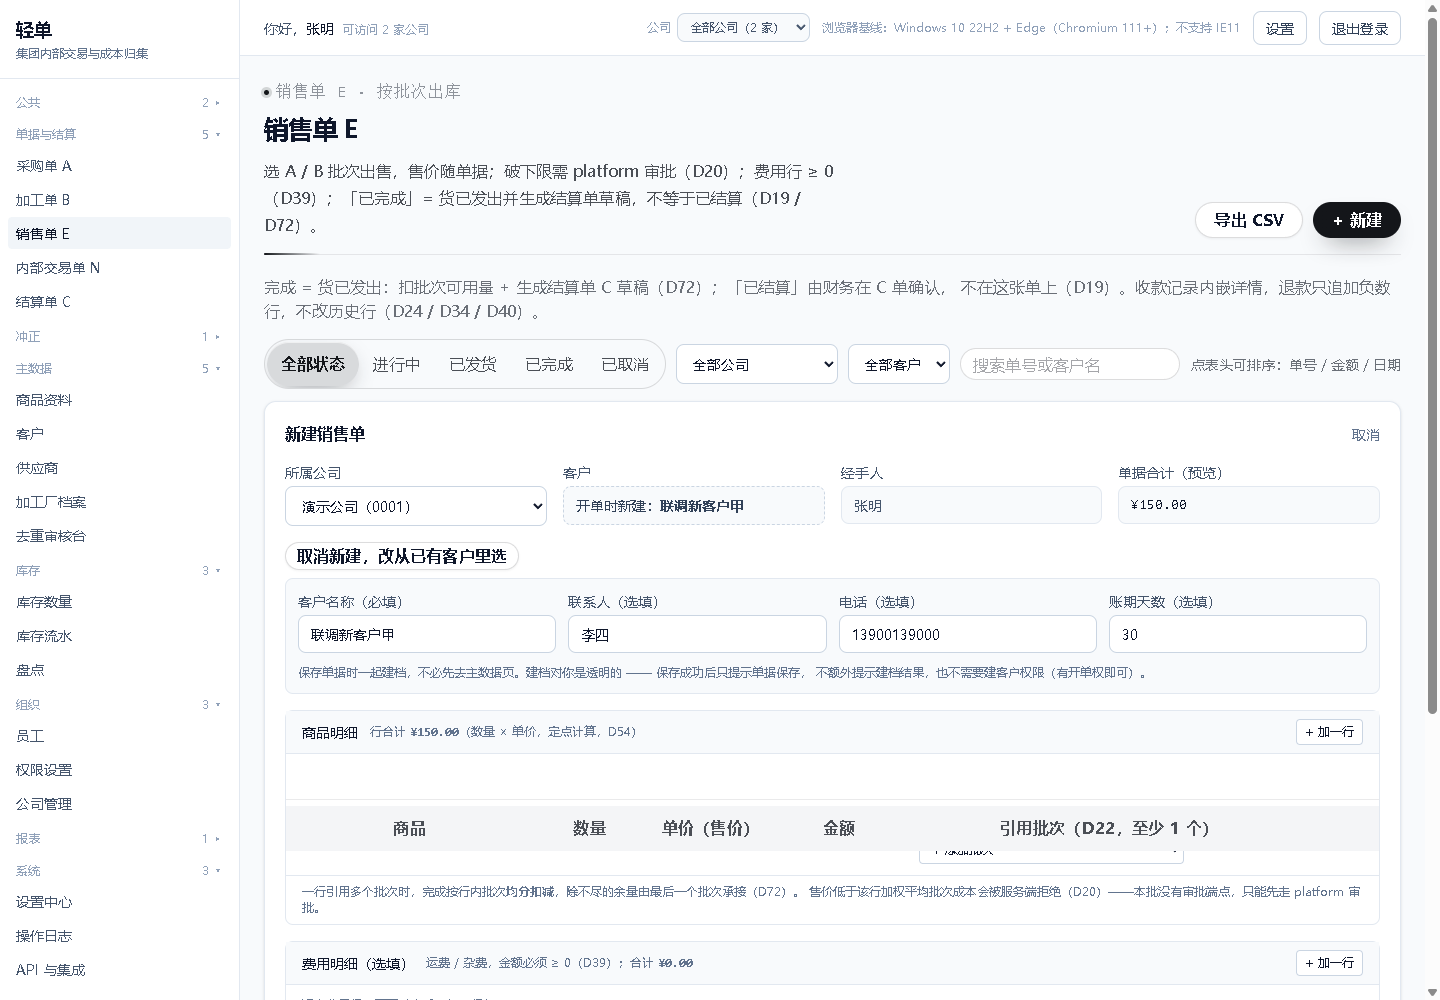 轻单
集团内部交易与成本归集
公共 2
单据与结算 5
采购单 A
加工单 B
销售单 E
内部交易单 N
结算单 C
冲正 1
主数据 5
商品资料
客户
供应商
加工厂档案
去重审核台
库存 3
库存数量
库存流水
盘点
组织 3
员工
权限设置
公司管理
报表 1
系统 3
设置中心
操作日志
API 与集成
你好，张明 可访问 2 家公司
公司 全部公司（2 家） 浏览器基线：Windows 10 22H2 + Edge（Chromium 111+）；不支持 IE11 设置 退出登录
销售单 E - 按批次出库
销售单 E
选 A / B 批次出售，售价随单据；破下限需 platform 审批（D20）；费用行 ≥ 0
（D39）；「已完成」= 货已发出并生成结算单草稿，不等于已结算（D19 /
D72）。
导出 CSV + 新建
完成 = 货已发出：扣批次可用量 + 生成结算单 C 草稿（D72）；「已结算」由财务在 C 单确认， 不在这张单上（D19）。收款记录内嵌详情，退款只追加负数
行，不改历史行（D24 / D34 / D40）。
全部状态 进行中 已发货 已完成 已取消 全部公司 全部客户 搜索单号或客户名 点表头可排序：单号 / 金额 / 日期
新建销售单 取消
所属公司 客户 经手人 单据合计（预览）
演示公司（0001） 开单时新建：联调新客户甲 张明 ¥150.00
取消新建，改从已有客户里选
客户名称（必填） 联系人（选填） 电话（选填） 账期天数（选填）
联调新客户甲 李四 13900139000 30
保存单据时一起建档，不必先去主数据页。建档对你是透明的 —— 保存成功后只提示单据保存， 不额外提示建档结果，也不需要建客户权限（有开单权即可）。
商品明细 行合计 ¥150.00（数量 × 单价，定点计算，D54） + 加一行
商品 数量 单价（售价） 金额 引用批次（D22，至少 1 个）
一行引用多个批次时，完成按行内批次均分扣减，除不尽的余量由最后一个批次承接（D72）。 售价低于该行加权平均批次成本会被服务端拒绝（D20）——本批没有审批端点，只能先走 platform 审
批。
费用明细（选填） 运费 / 杂费，金额必须 ≥ 0（D39）；合计 ¥0.00 + 加一行